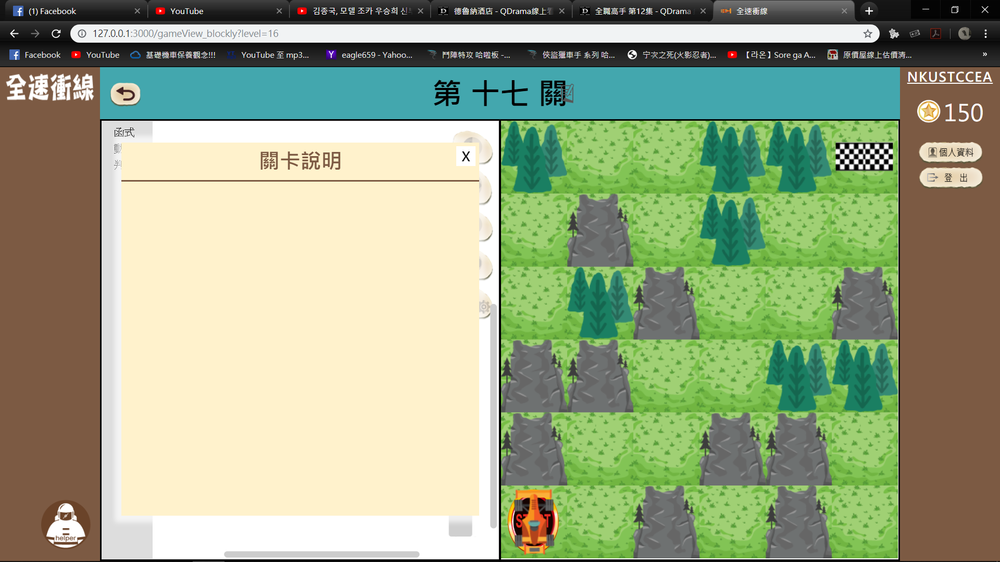 (1) Facebook
YouTube
김종국, 모델 조카 우승희 신
德魯納酒店 - QDrama線上
全職高手 第12集 - QDrama
全速衝線
127.0.0.1:3000/gameView_blockly?level=16
Facebook
YouTube
基礎機車保養觀念!!!
YouTube 至 mp3...
eagle659 - Yahoo...
鬥陣特攻 哈啦板 -...
俠盜獵車手 系列 哈...
宁次之死(火影忍者)...
【라온】Sore ga A...
原價屋線上估價清...
全速衝線
第 十七 關
NKUSTCCEA
150
個人資料
登 出
函式
關卡說明
X
START
helper